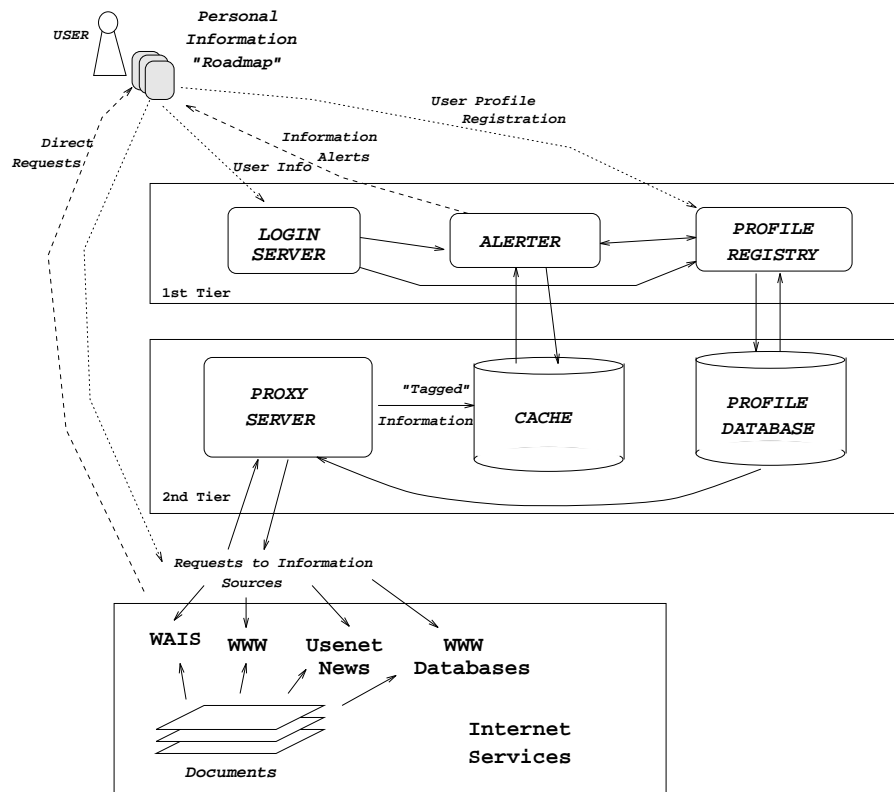 USER
Personal
Information
"Roadmap"
User Profile
Registration
Direct
Requests
Information
Alerts
User Info
LOGIN
SERVER
ALERTER
PROFILE
REGISTRY
1st Tier
PROXY
SERVER
"Tagged"
Information
CACHE
PROFILE
DATABASE
2nd Tier
Requests to Information
Sources
WAIS
WWW
Usenet
News
WWW
Databases
Internet
Services
Documents